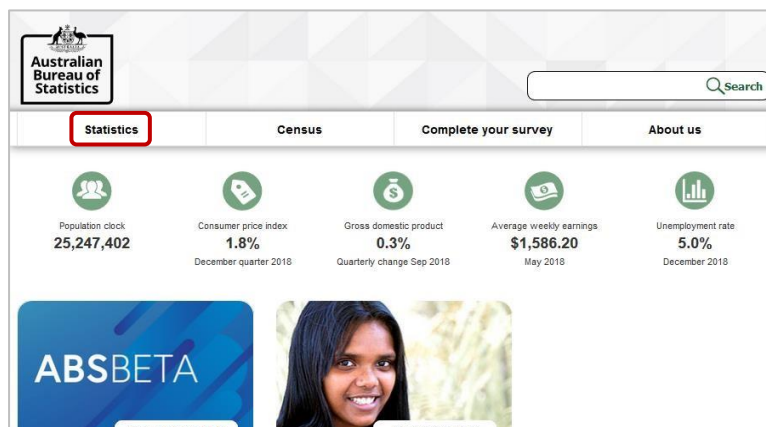 Australian
Bureau of
Statistics
Search
Statistics Census Complete your survey About us
Population clock Consumer price index Gross domestic product Average weekly earnings Unemployment rate
25,247,402 1.8% 0.3% $1,586.20 5.0%
December quarter 2018 Quarterly change Sep 2018 May 2018 December 2018
ABSBETA